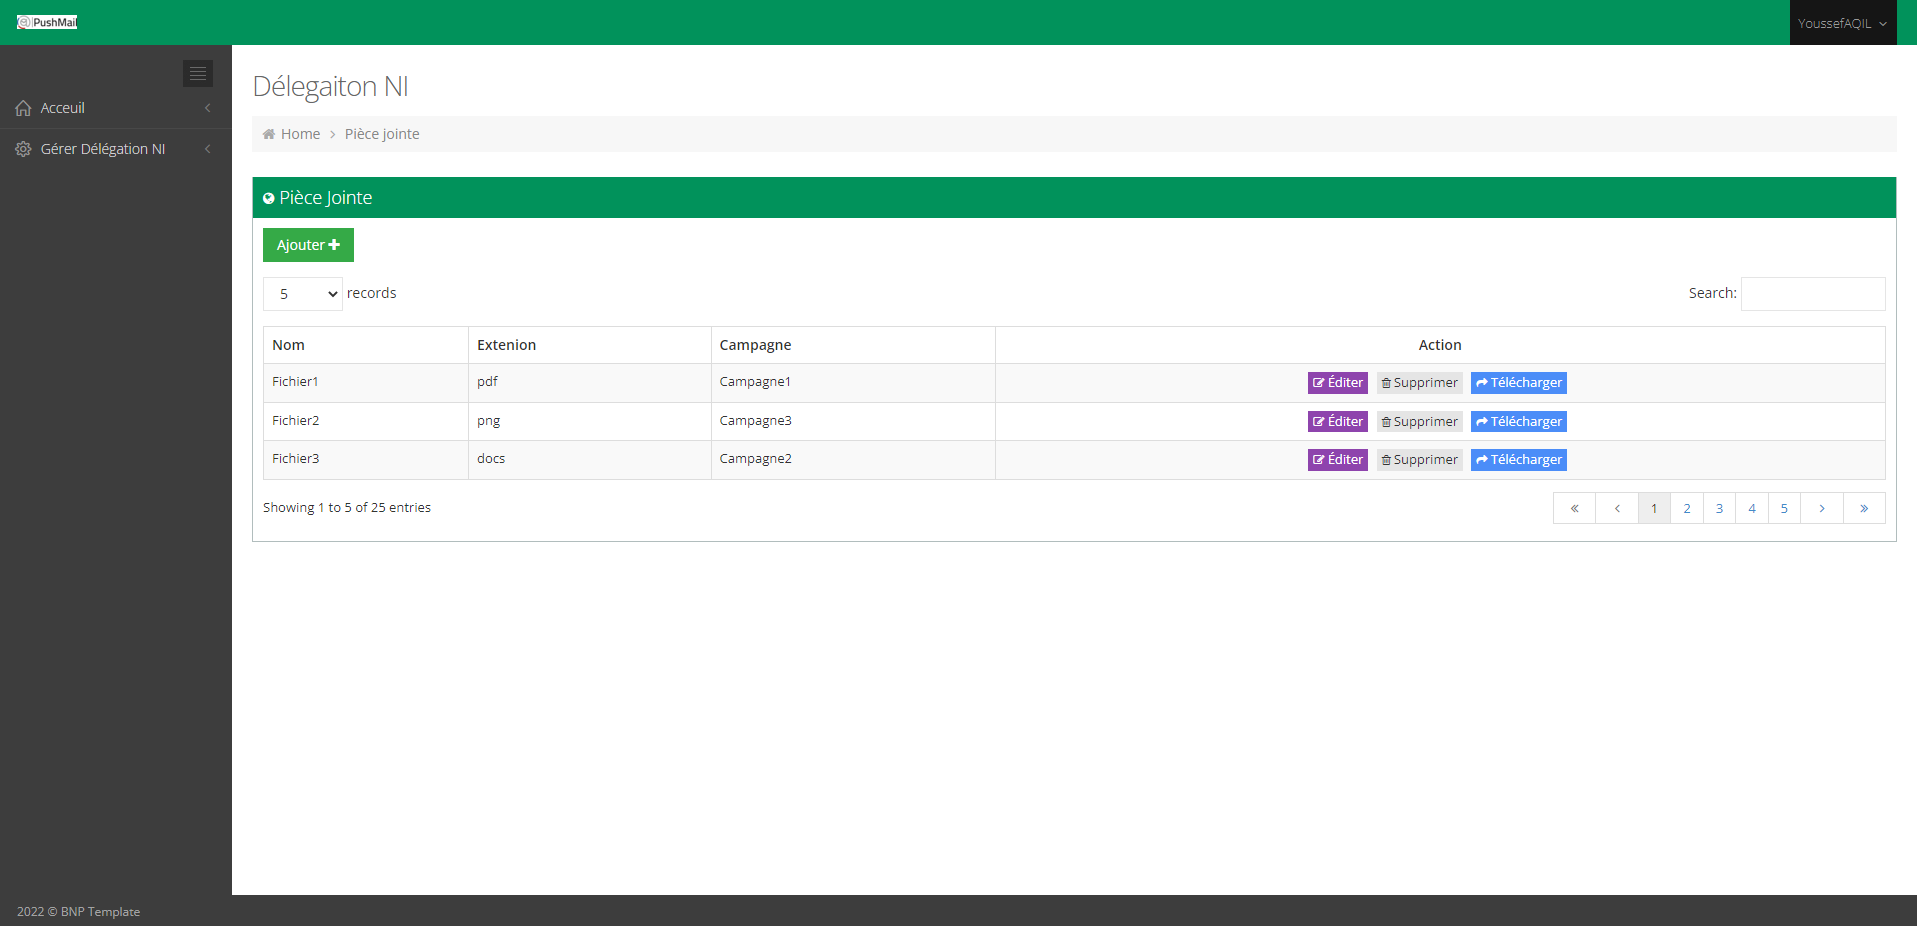 @PushMail
YoussefAQIL
Acceuil
Gérer Délégation NI
Délegaiton NI
Home > Pièce jointe
Pièce Jointe
Ajouter
5 records
Search:
Nom Extenion Campagne Action
Fichier1 pdf Campagne1 Éditer Supprimer Télécharger
Fichier2 png Campagne3 Éditer Supprimer Télécharger
Fichier3 docs Campagne2 Éditer Supprimer Télécharger
Showing 1 to 5 of 25 entries
« < 1 2 3 4 5 > »
2022 © BNP Template